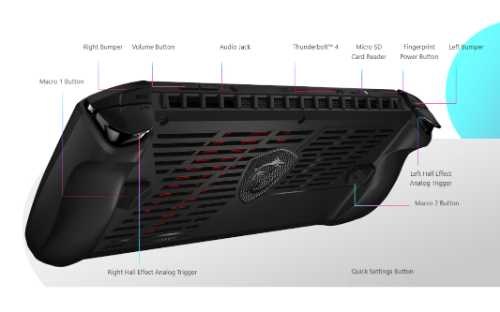 Right Bumper
Volume Button
Audio Jack
Thunderbolt™ 4
Micro SD
Card Reader
Fingerprint
Power Button
Left Bumper
Macro 1 Button
Left Hall Effect
Analog Trigger
Macro 2 Button
Right Hall Effect Analog Trigger
Quick Settings Button